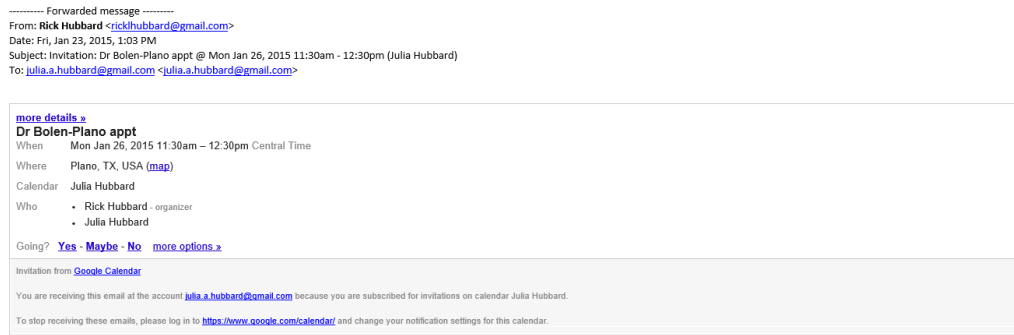 ---------- Forwarded message ---------
From: Rick Hubbard <ricklhubbard@gmail.com>
Date: Fri, Jan 23, 2015, 1:03 PM
Subject: Invitation: Dr Bolen-Plano appt @ Mon Jan 26, 2015 11:30am - 12:30pm (Julia Hubbard)
To: julia.a.hubbard@gmail.com <julia.a.hubbard@gmail.com>
more details »
Dr Bolen-Plano appt
When Mon Jan 26, 2015 11:30am – 12:30pm Central Time
Where Plano, TX, USA (map)
Calendar Julia Hubbard
Who • Rick Hubbard - organizer
• Julia Hubbard
Going? Yes - Maybe - No more options »
Invitation from Google Calendar
You are receiving this email at the account julia.a.hubbard@gmail.com because you are subscribed for invitations on calendar Julia Hubbard.
To stop receiving these emails, please log in to https://www.google.com/calendar/ and change your notification settings for this calendar.